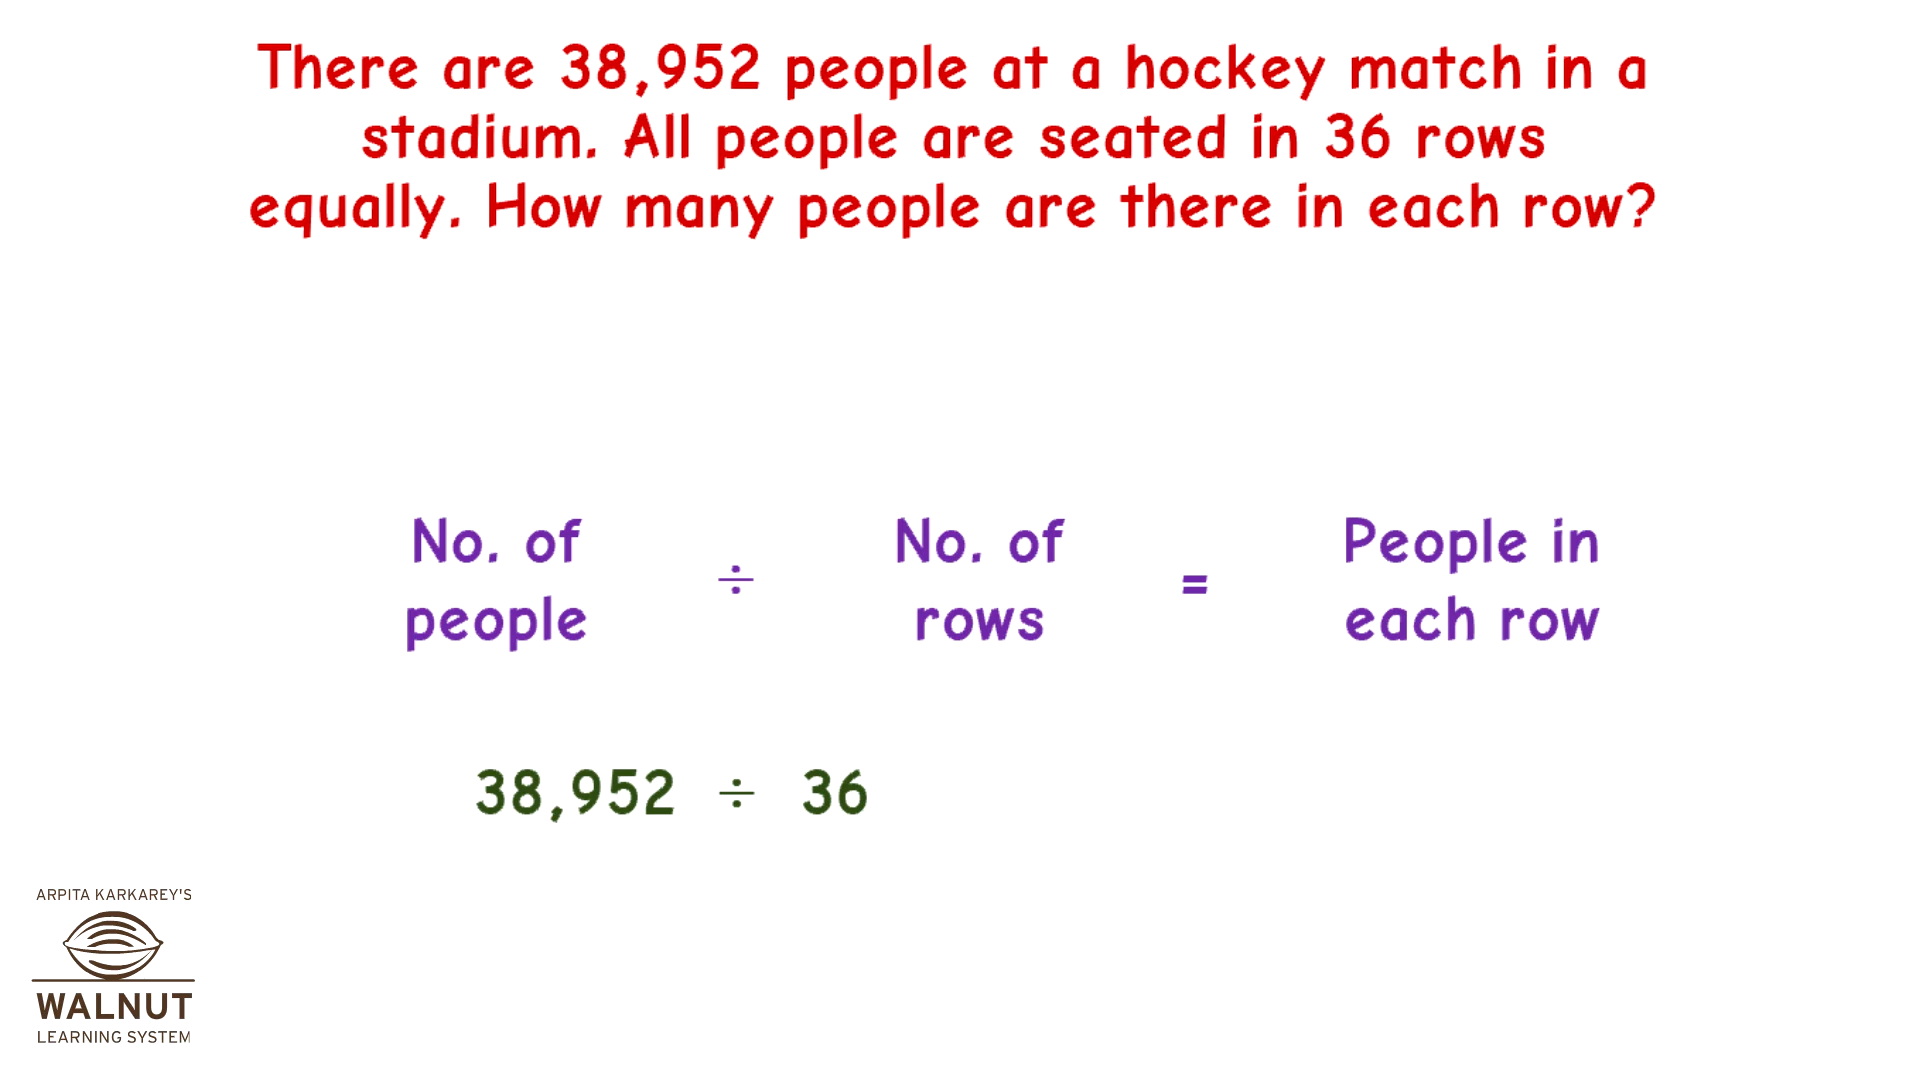 There are 38,952 people at a hockey match in a
stadium. All people are seated in 36 rows
equally. How many people are there in each row?
No. of people ÷ No. of rows = People in each row
38,952 ÷ 36
ARPITA KARKAREY'S
WALNUT
LEARNING SYSTEM